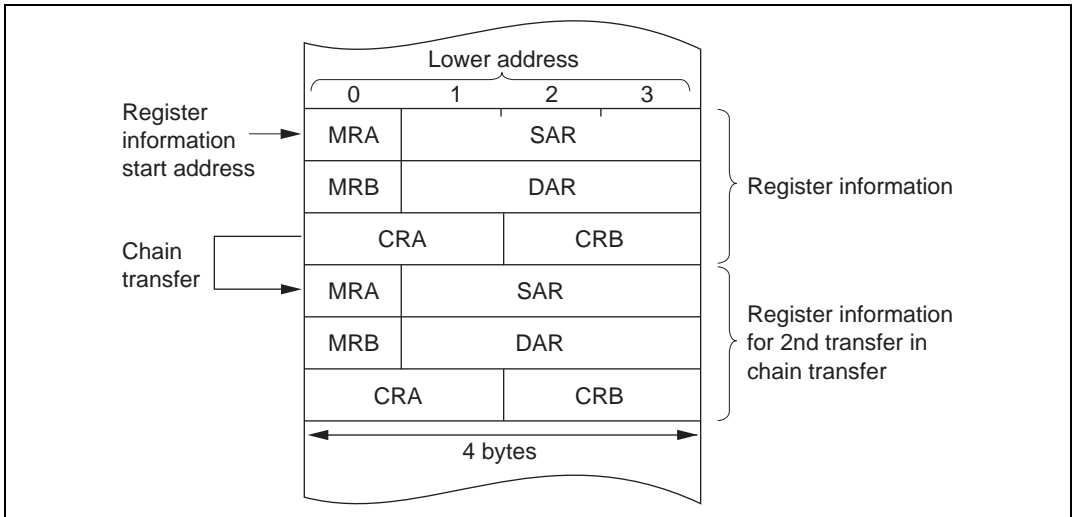 Lower address
0 1 2 3
Register
information
start address
MRA SAR
MRB DAR
Register information
CRA CRB
Chain
transfer
MRA SAR
MRB DAR
CRA CRB
Register information
for 2nd transfer in
chain transfer
4 bytes